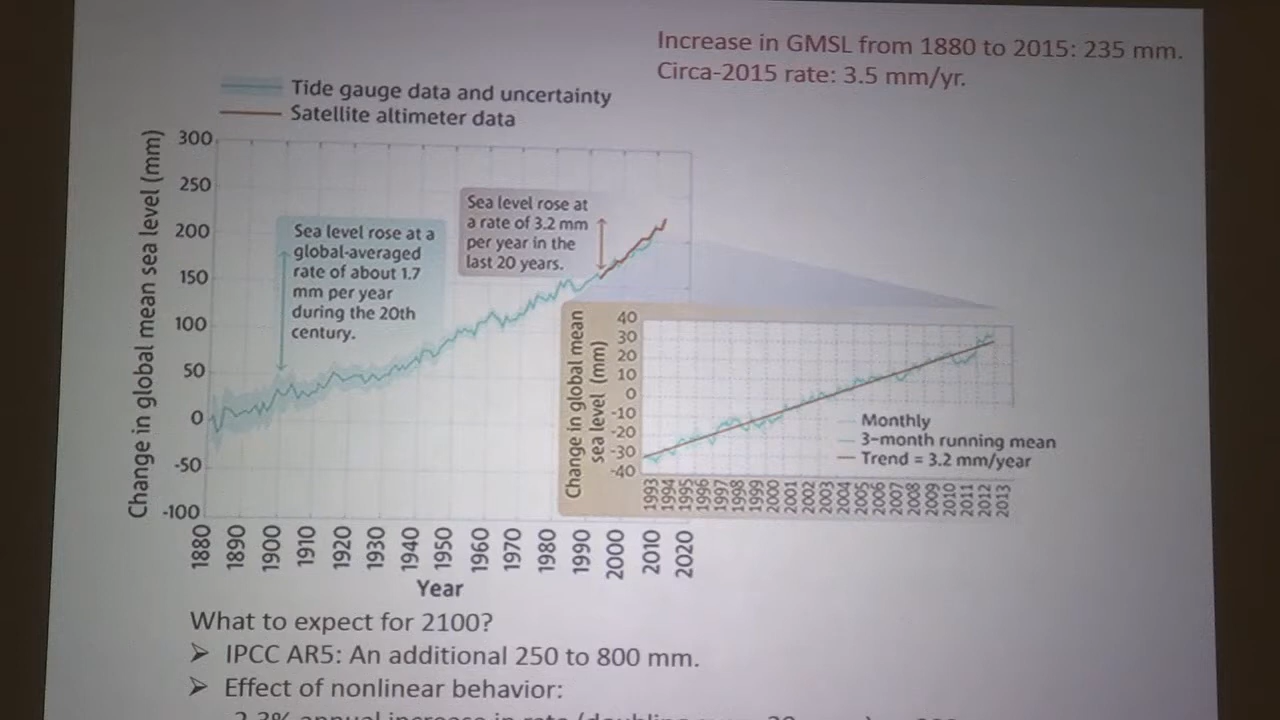 Increase in GMSL from 1880 to 2015: 235 mm.
Circa-2015 rate: 3.5 mm/yr.
Tide gauge data and uncertainty
Satellite altimeter data
Change in global mean sea level (mm)
300
250
200
150
100
50
0
-50
-100
Sea level rose at a
global-averaged
rate of about 1.7
mm per year
during the 20th
century.
Sea level rose at
a rate of 3.2 mm
per year in the
last 20 years.
1880
1890
1900
1910
1920
1930
1940
1950
1960
1970
1980
1990
2000
2010
2020
Year
Change in global mean
sea level (mm)
40
30
20
10
0
-10
-20
-30
-40
Monthly
3-month running mean
Trend = 3.2 mm/year
1993
1994
1995
1996
1997
1998
1999
2000
2001
2002
2003
2004
2005
2006
2007
2008
2009
2010
2011
2012
2013
What to expect for 2100?
➢ IPCC AR5: An additional 250 to 800 mm.
➢ Effect of nonlinear behavior: